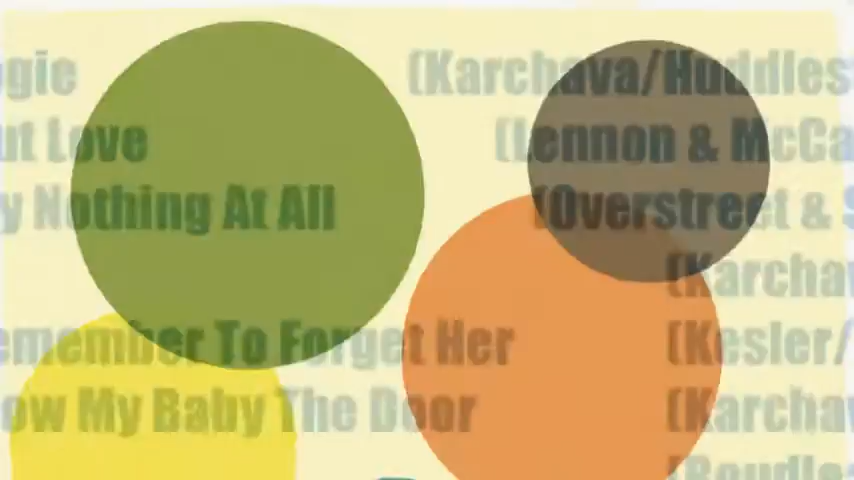 ogie (Karchava/Huddles
ut Love (Lennon & McCa
y Nothing At All (Overstreet & S
(Karchav
emember To Forget Her (Kesler/
ow My Baby The Door (Karchav
(Boudlea